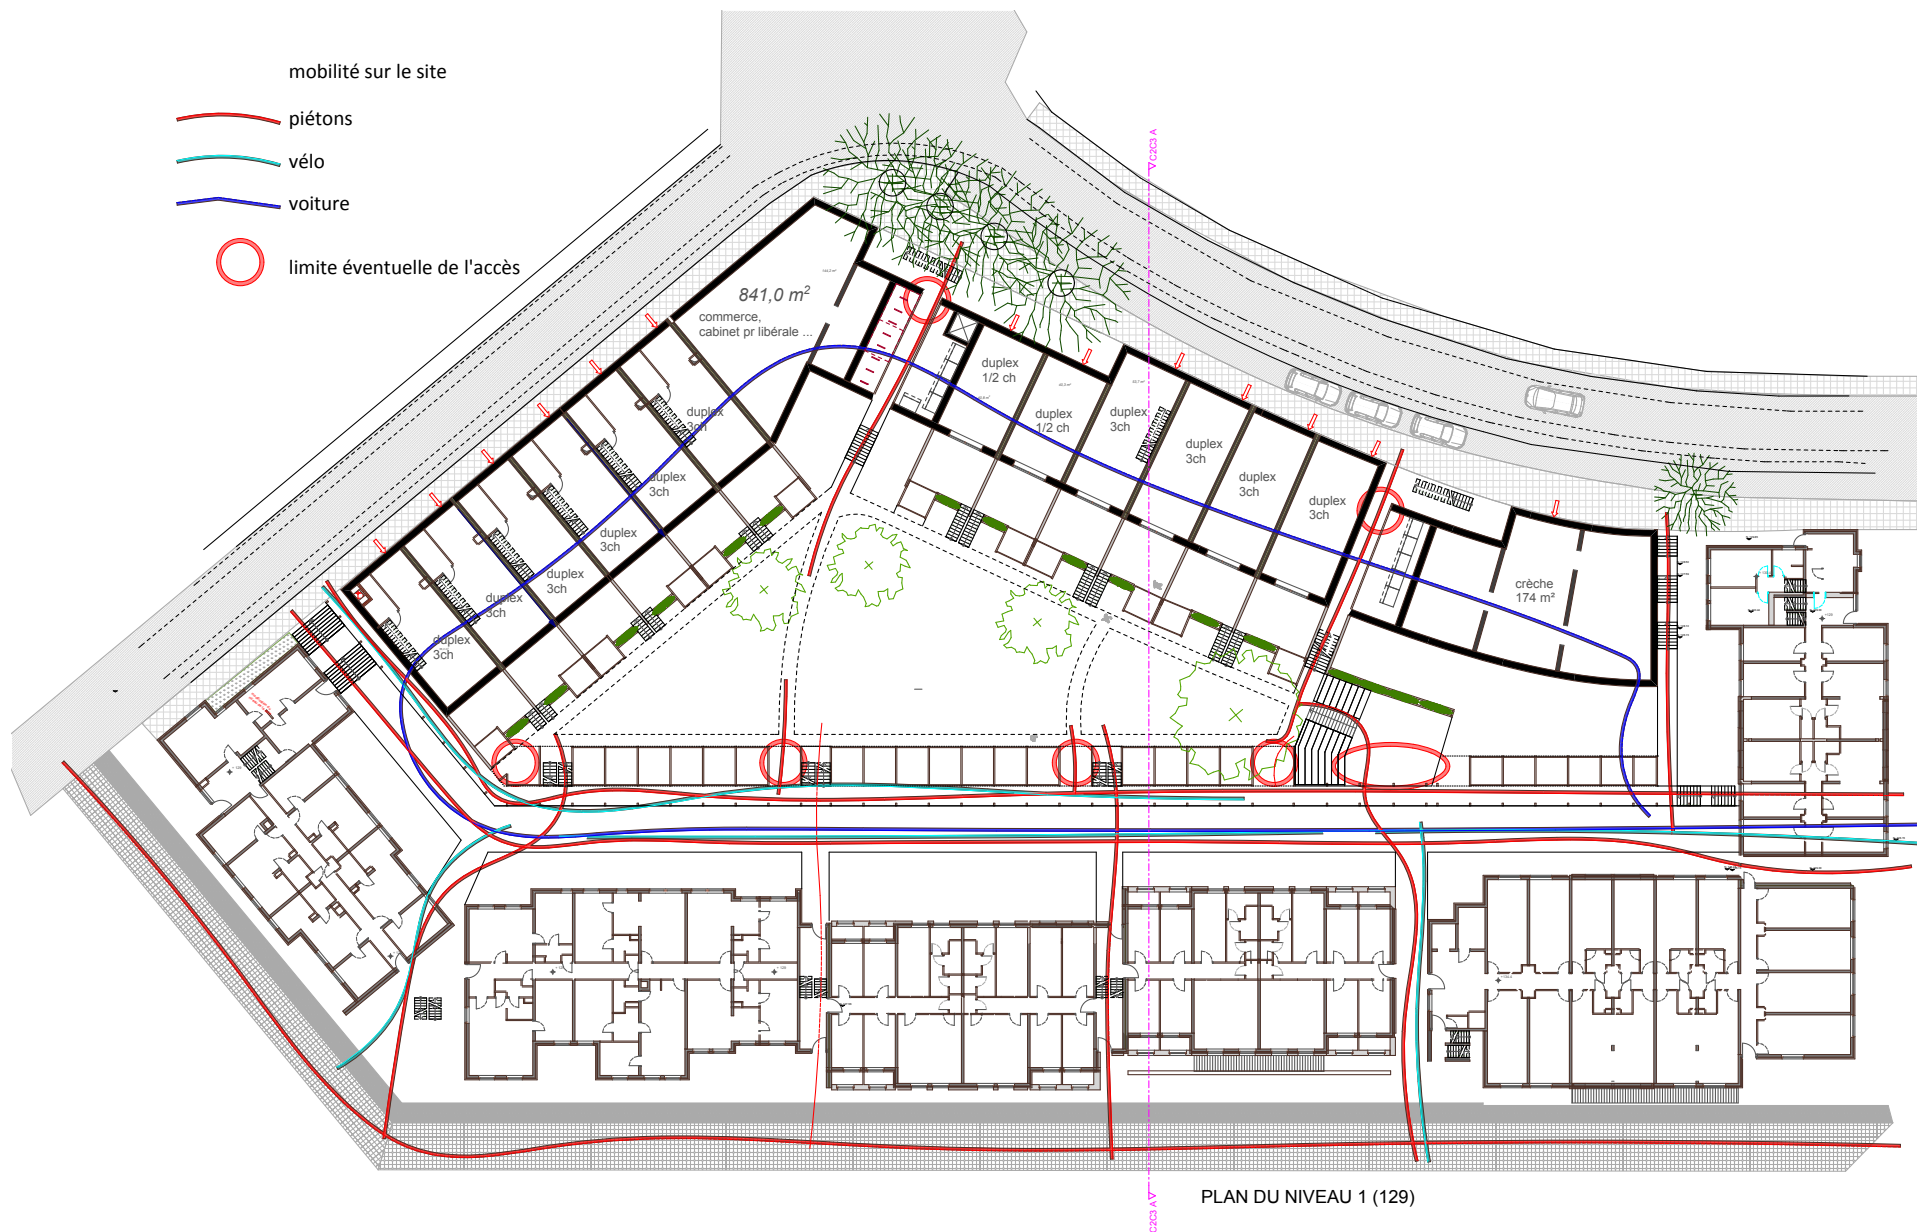 mobilité sur le site
piétons
vélo
voiture
limite éventuelle de l'accès
C2C3 A
841,0 m²
commerce,
cabinet pr libérale ...
duplex
1/2 ch
duplex
1/2 ch
duplex
3ch
duplex
3ch
duplex
3ch
duplex
3ch
duplex
3ch
duplex
3ch
duplex
3ch
duplex
3ch
duplex
3ch
duplex
3ch
crèche
174 m²
C2C3 A
PLAN DU NIVEAU 1 (129)